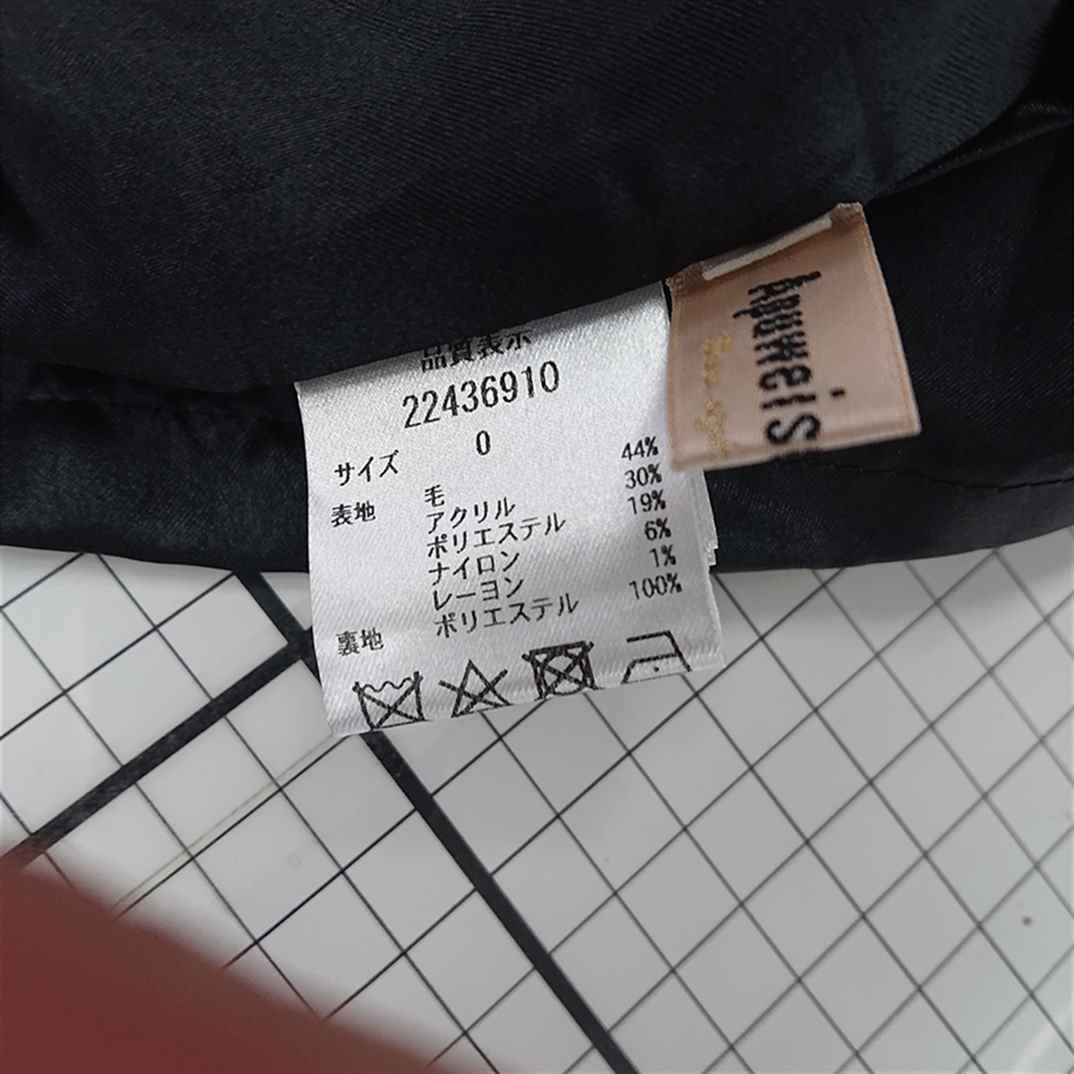 品質表示
22436910
サイズ 0
表地 毛 44%
アクリル 30%
ポリエステル 19%
ナイロン 6%
レーヨン 1%
裏地 ポリエステル 100%